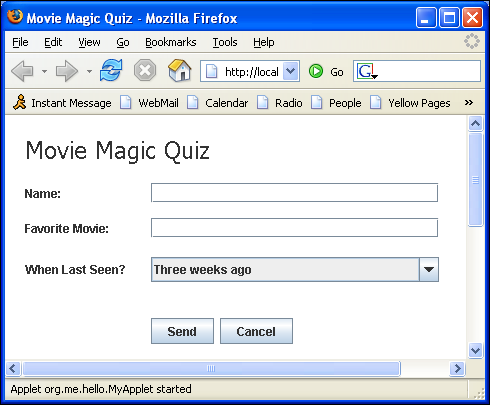 Movie Magic Quiz - Mozilla Firefox
File Edit View Go Bookmarks Tools Help
http://local Go G
Instant Message WebMail Calendar Radio People Yellow Pages »
Movie Magic Quiz
Name:
Favorite Movie:
When Last Seen? Three weeks ago
Send Cancel
Applet org.me.hello.MyApplet started